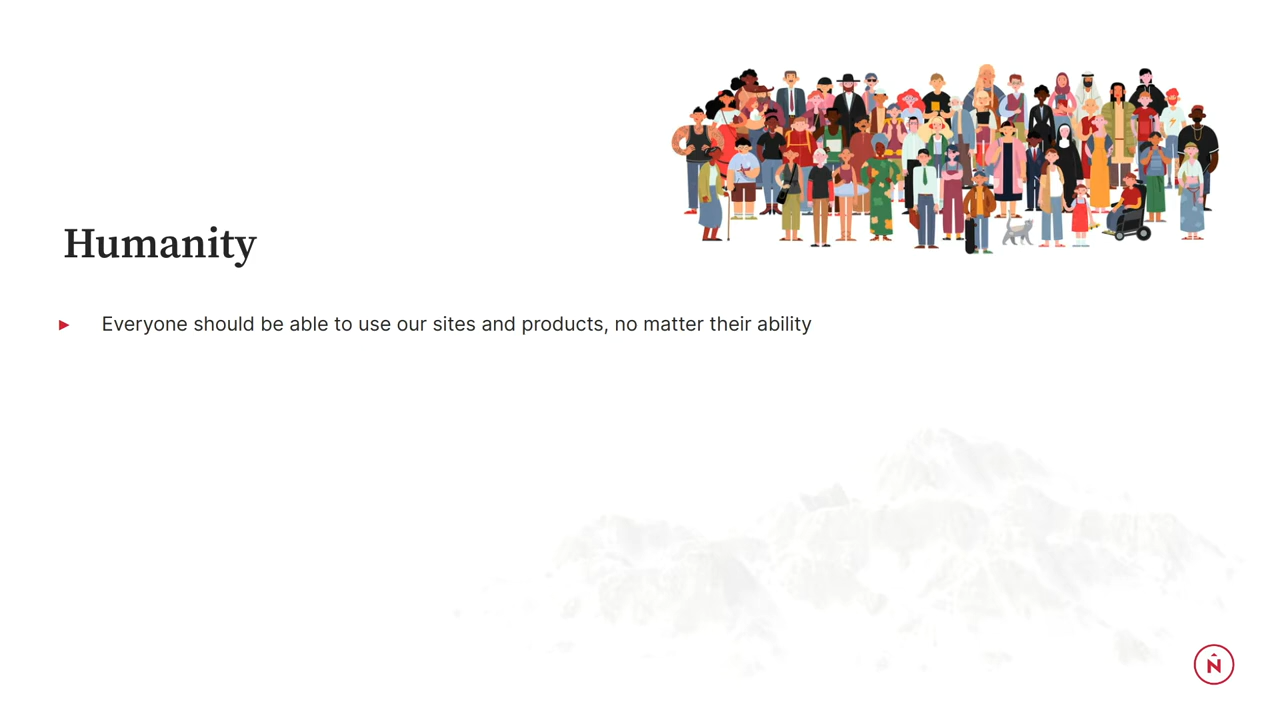 Humanity
► Everyone should be able to use our sites and products, no matter their ability
N